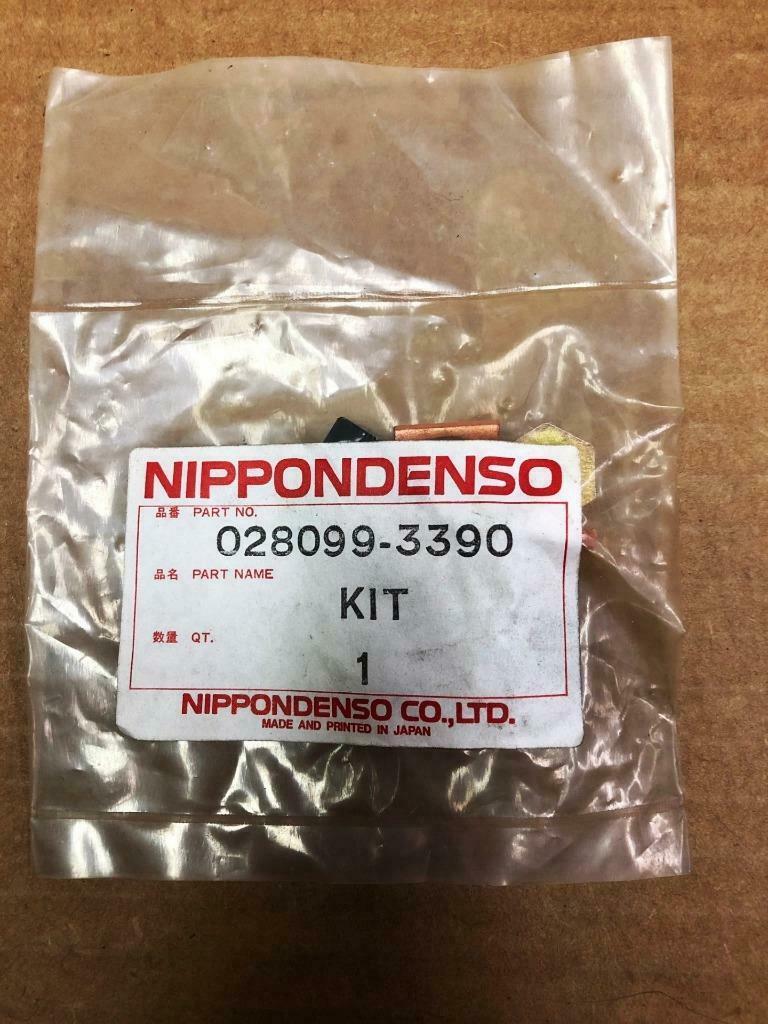 NIPPONDENSO
品番 PART NO.
028099-3390
品名 PART NAME
KIT
数量 QT.
1
NIPPONDENSO CO.,LTD.
MADE AND PRINTED IN JAPAN